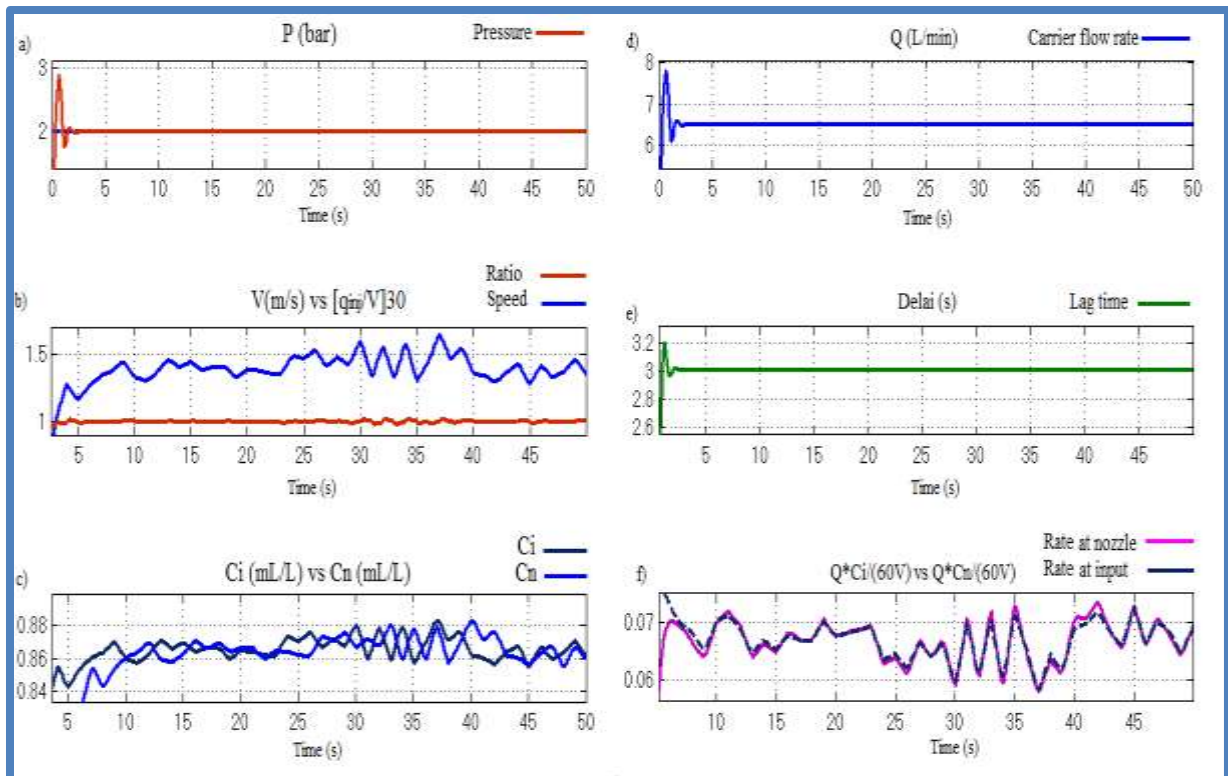 a)
P (bar)
Pressure
3
2
0 5 10 15 20 25 30 35 40 45 50
Time (s)
d)
Q (L/min)
Carrier flow rate
8
7
6
0 5 10 15 20 25 30 35 40 45 50
Time (s)
Ratio
Speed
b)
V(m/s) vs [qinj/V]30
1.5
1
5 10 15 20 25 30 35 40 45 50
Time (s)
e)
Delai (s)
Lag time
3.2
3
2.8
2.6
5 10 15 20 25 30 35 40 45
Time (s)
Ci
Cn
c)
Ci (mL/L) vs Cn (mL/L)
0.88
0.86
0.84
5 10 15 20 25 30 35 40 45 50
Time (s)
Rate at nozzle
Rate at input
f)
Q*Ci/(60V) vs Q*Cn/(60V)
0.07
0.06
10 15 20 25 30 35 40 45
Time (s)